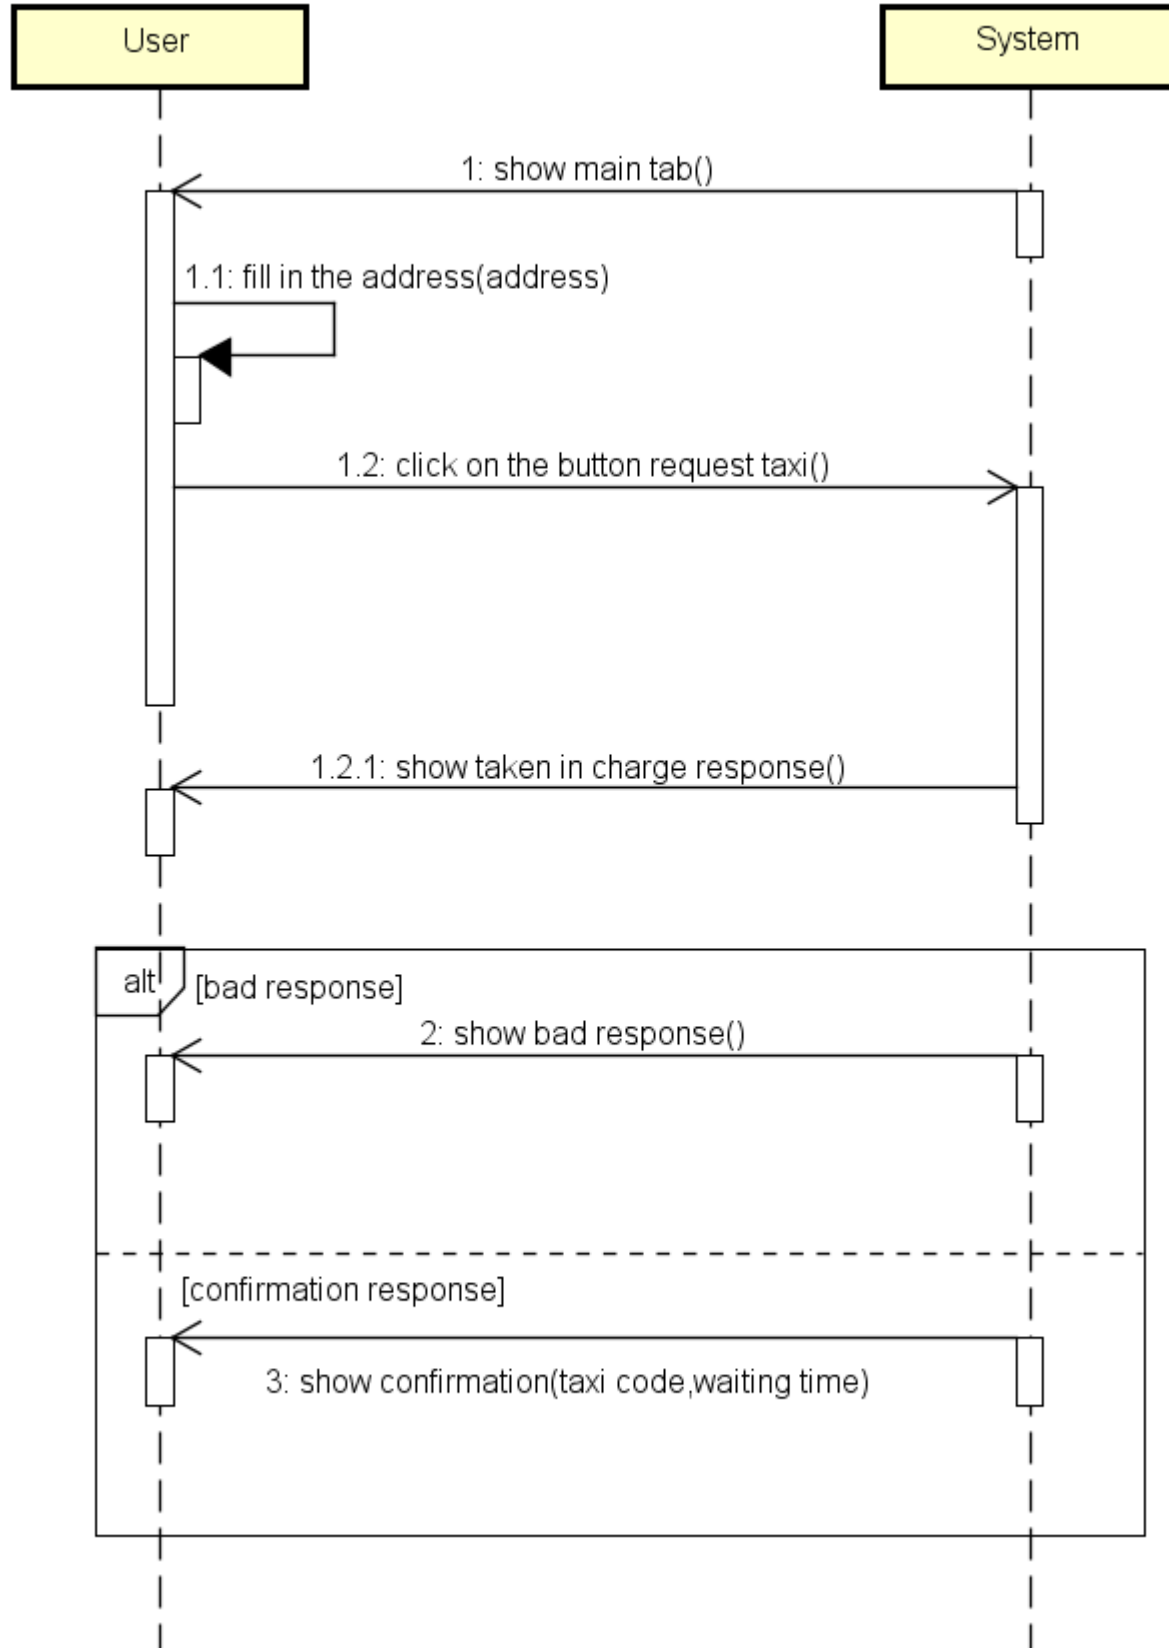 User
System
1: show main tab()
1.1: fill in the address(address)
1.2: click on the button request taxi()
1.2.1: show taken in charge response()
alt
[bad response]
2: show bad response()
[confirmation response]
3: show confirmation(taxi code,waiting time)